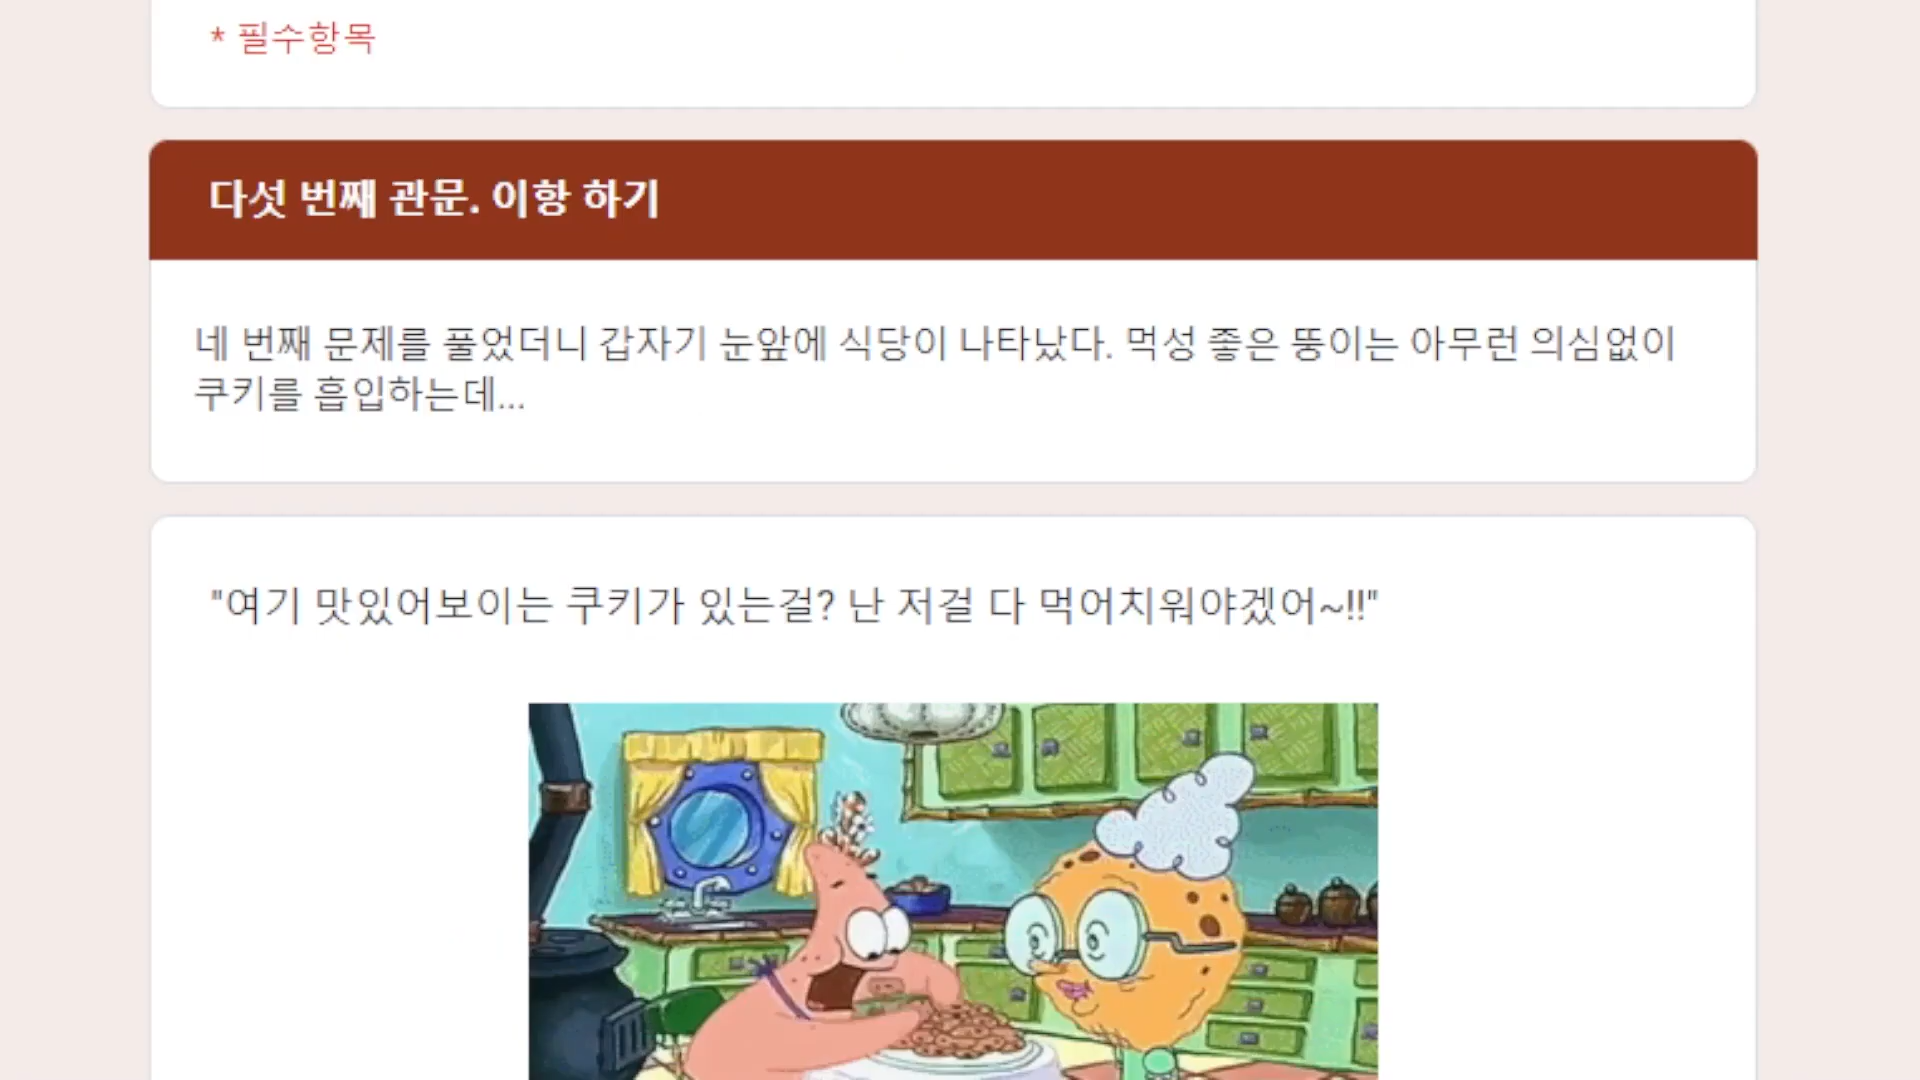 * 필수항목
다섯 번째 관문. 이항 하기
네 번째 문제를 풀었더니 갑자기 눈앞에 식당이 나타났다. 먹성 좋은 뚱이는 아무런 의심없이
쿠키를 흡입하는데...
"여기 맛있어보이는 쿠키가 있는걸? 난 저걸 다 먹어치워야겠어~!!"